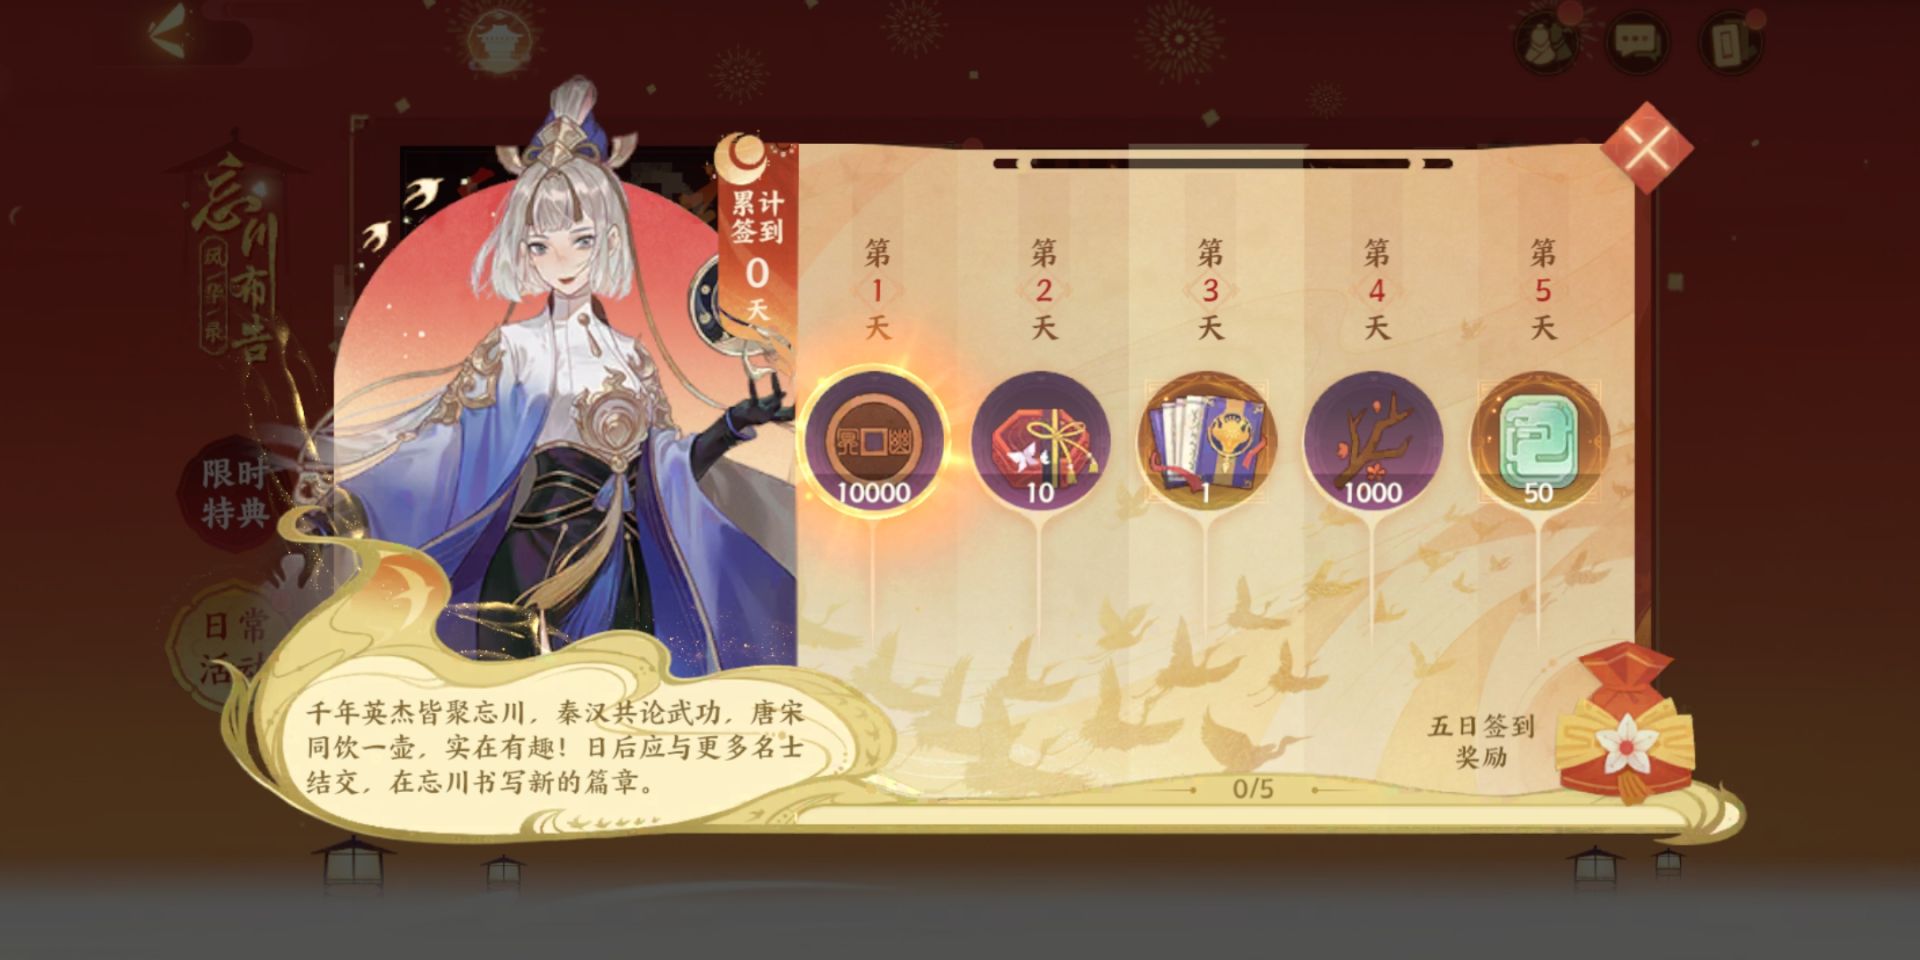 忘川
风华录
布告
限时
特典
日常
活动
累计
签到
0
天
第1天
第2天
第3天
第4天
第5天
10000
10
1
1000
50
千年英杰皆聚忘川，秦汉共论武功，唐宋
同饮一壶，实在有趣！日后应与更多名士
结交，在忘川书写新的篇章。
五日签到
奖励
0/5